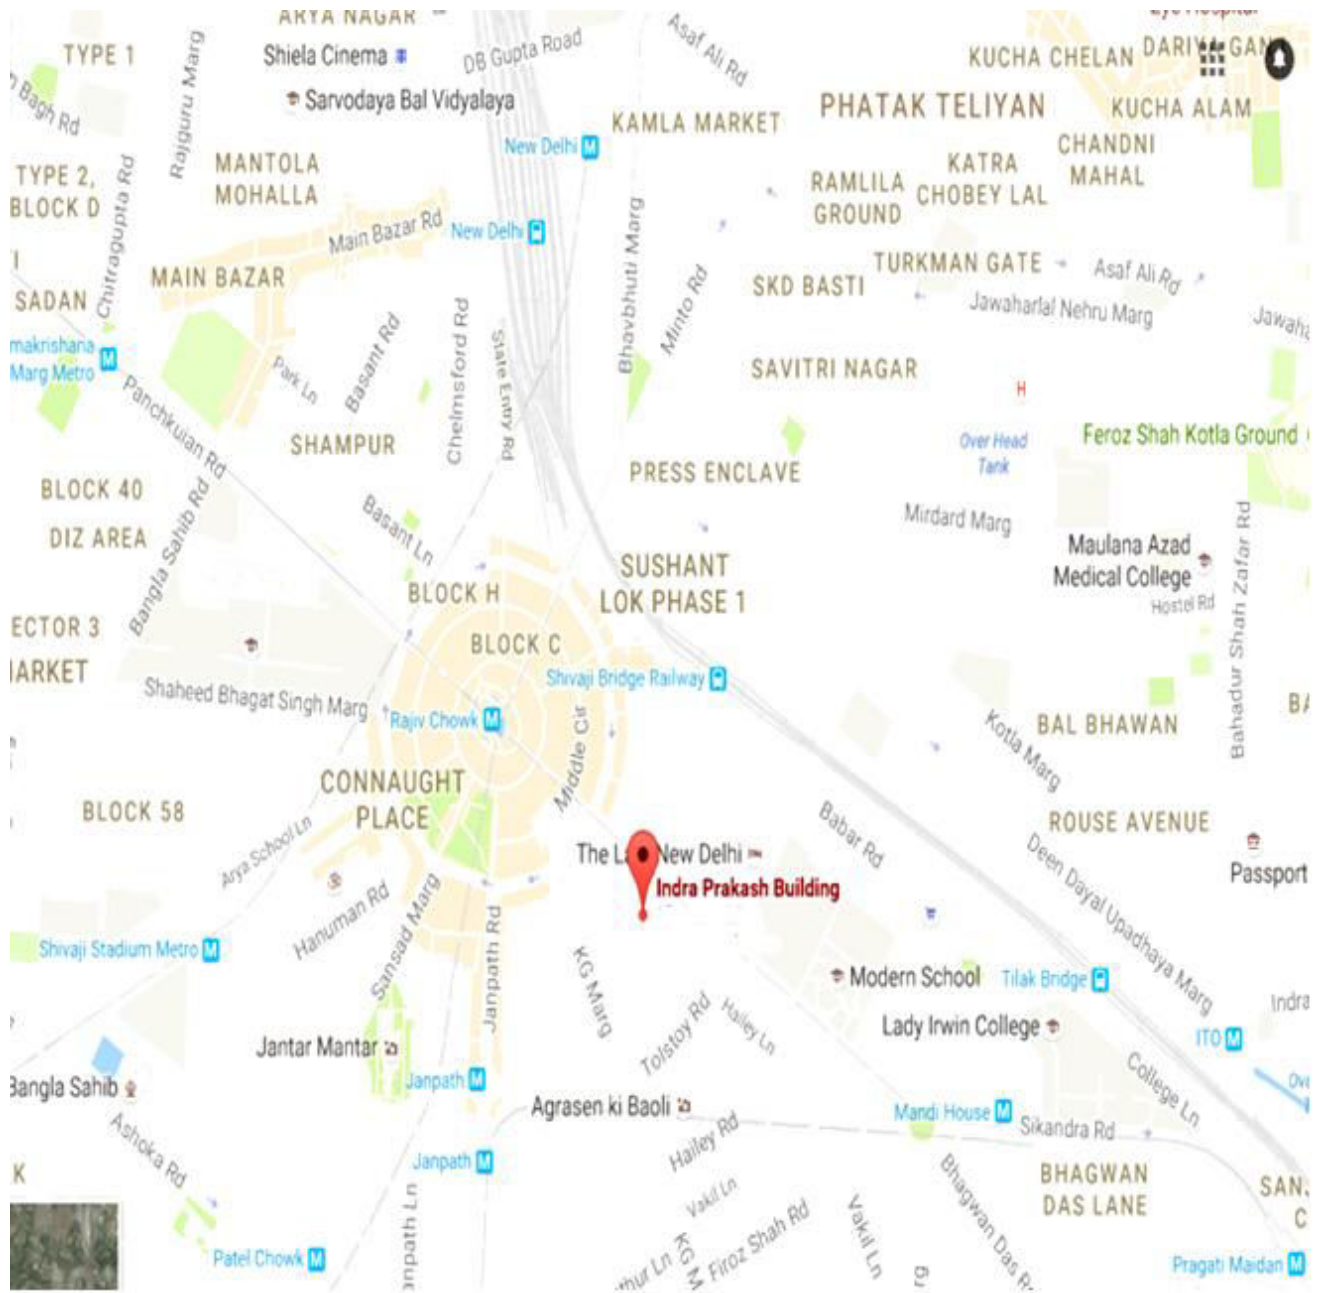 ARYA NAGAR
TYPE 1
Rajguru Marg
Shiela Cinema
DB Gupta Road
Asaf Ali Rd
KUCHA CHELAN
Sarvodaya Bal Vidyalaya
Bagh Rd
PHATAK TELIYAN
KUCHA ALAM
KAMLA MARKET
New Delhi
CHANDNI
MAHAL
MANTOLA
MOHALLA
KATRA
CHOBEY LAL
TYPE 2,
BLOCK D
RAMLILA
GROUND
Chitragupta Rd
Main Bazar Rd
New Delhi
Bhavbhuti Marg
MAIN BAZAR
TURKMAN GATE
Asaf Ali Rd
SADAN
SKD BASTI
Minto Rd
Jawaharlal Nehru Marg
Jawaha
makrishana
Marg Metro
Basant Rd
Chelmsford Rd
State Entry Rd
SAVITRI NAGAR
Park Ln
H
Panchkuian Rd
SHAMPUR
Over Head
Tank
Feroz Shah Kotla Ground
PRESS ENCLAVE
BLOCK 40
Bangla Sahib Rd
Basant Ln
Mirdard Marg
DIZ AREA
Maulana Azad
Medical College
Bahadur Shah Zafar Rd
SUSHANT
LOK PHASE 1
BLOCK H
Hostel Rd
ECTOR 3
BLOCK C
MARKET
Shivaji Bridge Railway
Shaheed Bhagat Singh Marg
Rajiv Chowk
Middle Cir
Kotla Marg
BAL BHAWAN
BA
CONNAUGHT
PLACE
BLOCK 58
Babar Rd
ROUSE AVENUE
Arya School Ln
The La New Delhi
Indra Prakash Building
Deen Dayal Upadhaya Marg
Passport
Hanuman Rd
Sansad Marg
Janpath Rd
Shivaji Stadium Metro
KG Marg
Modern School
Tilak Bridge
Indra
Tolstoy Rd
Hailey Ln
Lady Irwin College
ITO
Jantar Mantar
College Ln
Bangla Sahib
Janpath
Agrasen ki Baoli
Mandi House
Sikandra Rd
Ashoka Rd
Hailey Rd
Janpath
K
BHAGWAN
DAS LANE
Bhagwan Das R
SAN
C
Vakil Ln
Firoz Shah Rd
Vakil Ln
Patel Chowk
anpath Ln
thur Ln
KG M
Pragati Maidan